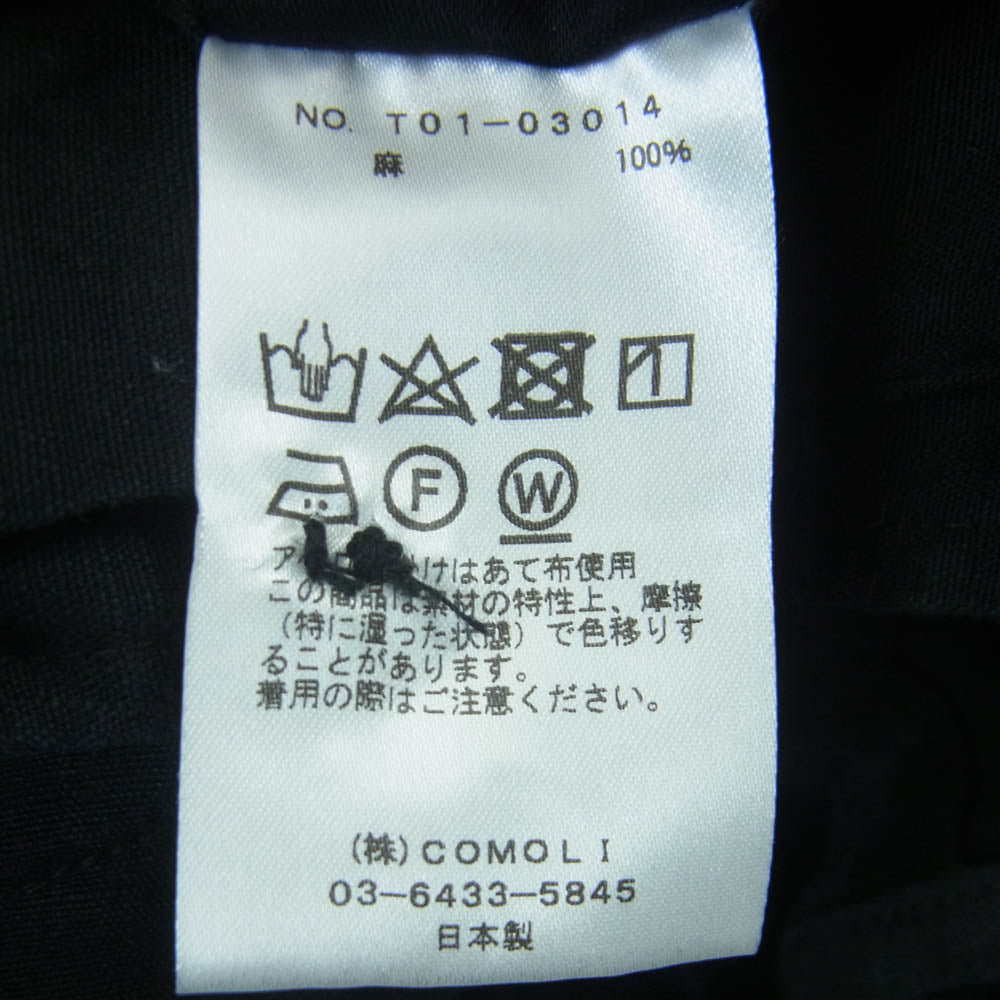 NO. T01-03014
麻 100%
F W
ア けはあて布使用
この商品は素材の特性上、摩擦
(特に湿った状態)で色移りす
ることがあります。
着用の際はご注意ください。
(株)COMOLI
03-6433-5845
日本製